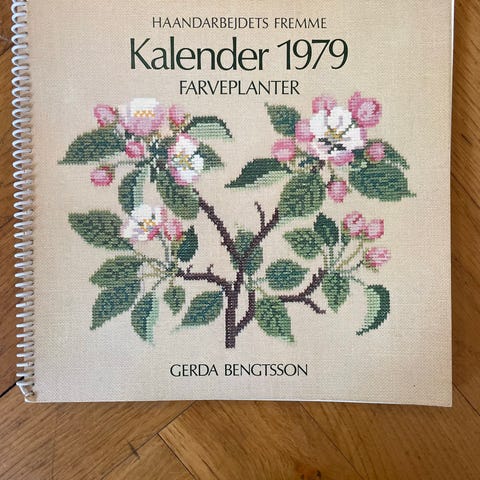 HAANDARBEJDETS FREMME
Kalender 1979
FARVEPLANTER
GERDA BENGTSSON